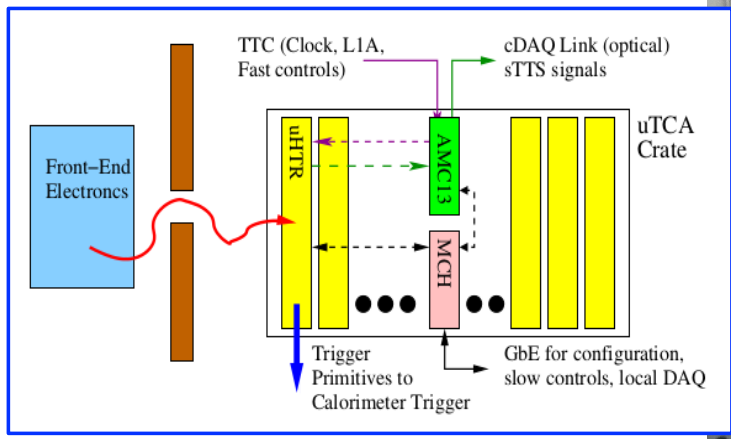 TTC (Clock, L1A,
Fast controls)
cDAQ Link (optical)
sTTS signals
uTCA
Crate
Front-End
Electroncs
uHTR
AMC13
MCH
Trigger
Primitives to
Calorimeter Trigger
GbE for configuration,
slow controls, local DAQ